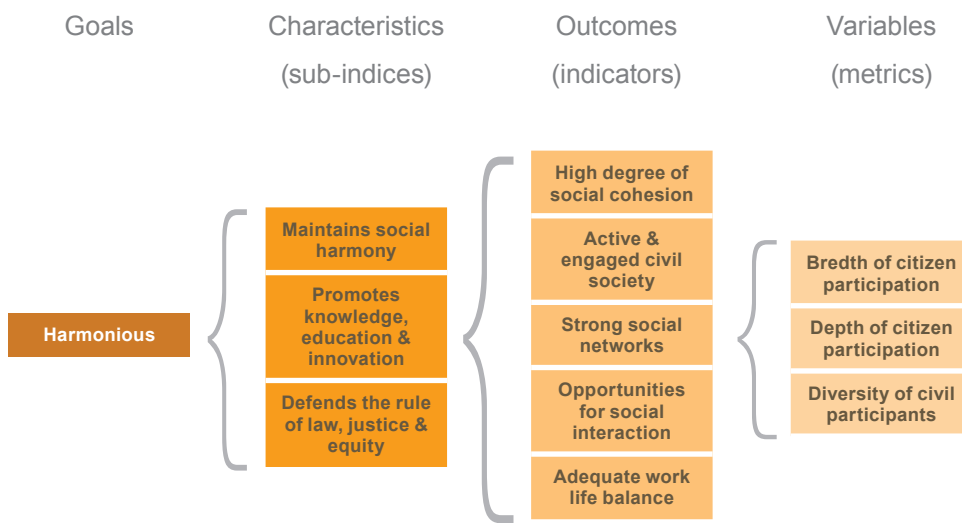 Goals
Characteristics
(sub-indices)
Outcomes
(indicators)
Variables
(metrics)
Harmonious
Maintains social
harmony
Promotes
knowledge,
education &
innovation
Defends the rule
of law, justice &
equity
High degree of
social cohesion
Active &
engaged civil
society
Strong social
networks
Opportunities
for social
interaction
Adequate work
life balance
Bredth of citizen
participation
Depth of citizen
participation
Diversity of civil
participants